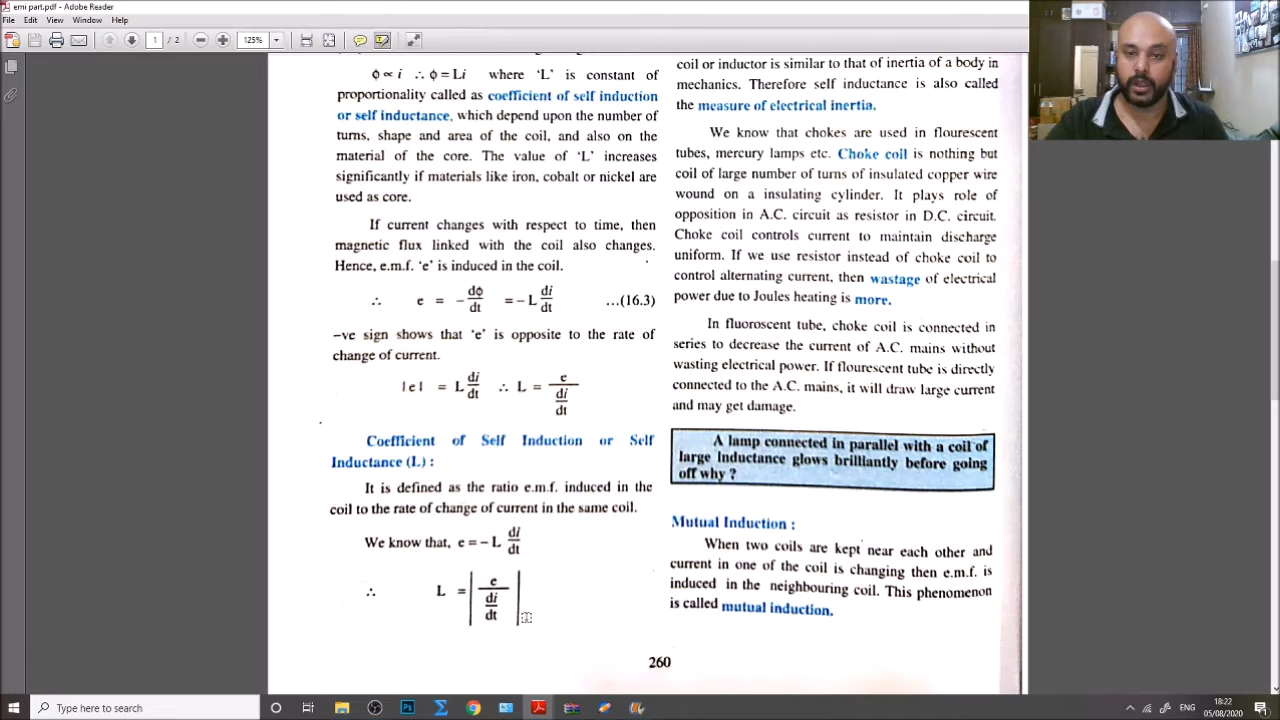 emi part.pdf - Adobe Reader
File Edit View Window Help
1 / 2 125%
ϕ ∝ i ∴ ϕ = Li where ‘L’ is constant of
proportionality called as coefficient of self induction
or self inductance, which depend upon the number of
turns, shape and area of the coil, and also on the
material of the core. The value of ‘L’ increases
significantly if materials like iron, cobalt or nickel are
used as core.
If current changes with respect to time, then
magnetic flux linked with the coil also changes.
Hence, e.m.f. ‘e’ is induced in the coil.
∴ e = – dϕ/dt = – L di/dt ...(16.3)
–ve sign shows that ‘e’ is opposite to the rate of
change of current.
|e| = L di/dt ∴ L = e/(di/dt)
Coefficient of Self Induction or Self
Inductance (L) :
It is defined as the ratio e.m.f. induced in the
coil to the rate of change of current in the same coil.
We know that, e = – L di/dt
∴ L = | e/(di/dt) |
coil or inductor is similar to that of inertia of a body in
mechanics. Therefore self inductance is also called
the measure of electrical inertia.
We know that chokes are used in flourescent
tubes, mercury lamps etc. Choke coil is nothing but
coil of large number of turns of insulated copper wire
wound on a insulating cylinder. It plays role of
opposition in A.C. circuit as resistor in D.C. circuit.
Choke coil controls current to maintain discharge
uniform. If we use resistor instead of choke coil to
control alternating current, then wastage of electrical
power due to Joules heating is more.
In fluoroscent tube, choke coil is connected in
series to decrease the current of A.C. mains without
wasting electrical power. If flourescent tube is directly
connected to the A.C. mains, it will draw large current
and may get damage.
A lamp connected in parallel with a coil of
large Inductance glows brilliantly before going
off why ?
Mutual Induction :
When two coils are kept near each other and
current in one of the coil is changing then e.m.f. is
induced in the neighbouring coil. This phenomenon
is called mutual induction.
260
Type here to search
ENG
18:22
05/08/2020